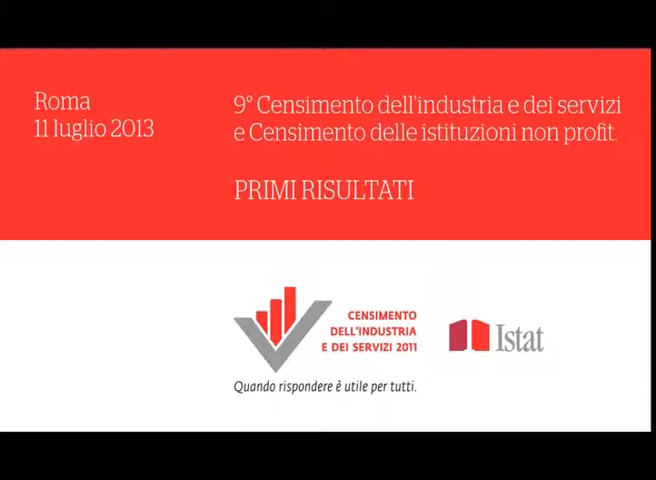 Roma
11 luglio 2013
9° Censimento dell'industria e dei servizi
e Censimento delle istituzioni non profit.
PRIMI RISULTATI
CENSIMENTO
DELL'INDUSTRIA
E DEI SERVIZI 2011
Istat
Quando rispondere è utile per tutti.